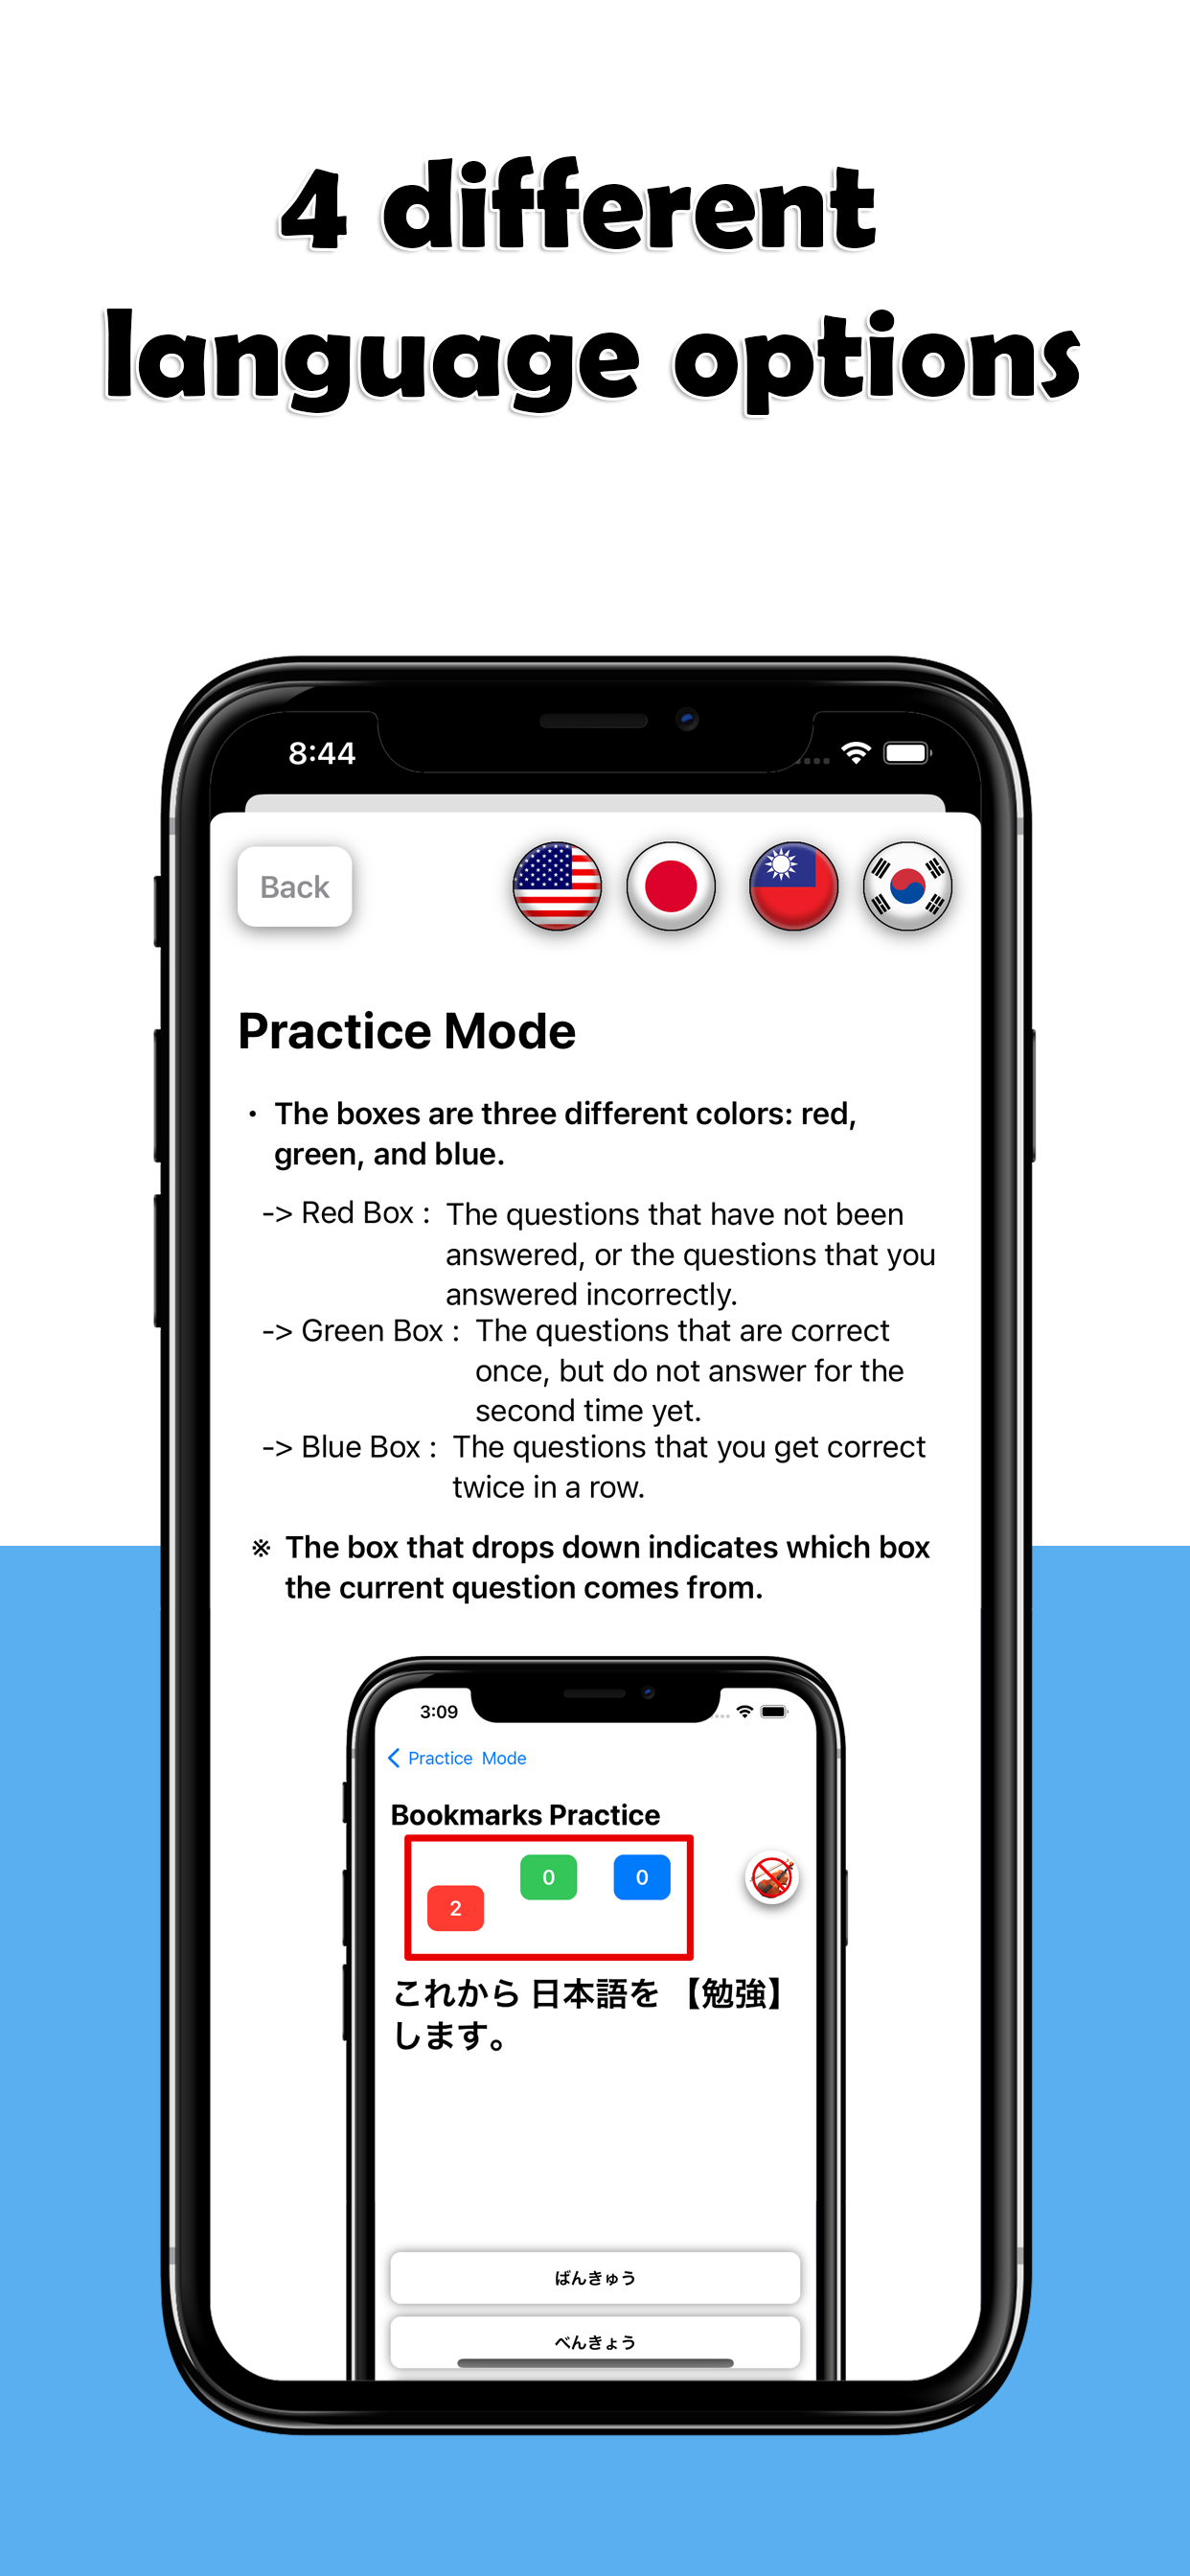 4 different
language options
8:44
Back
Practice Mode
・ The boxes are three different colors: red,
green, and blue.
-> Red Box : The questions that have not been
answered, or the questions that you
answered incorrectly.
-> Green Box : The questions that are correct
once, but do not answer for the
second time yet.
-> Blue Box : The questions that you get correct
twice in a row.
※ The box that drops down indicates which box
the current question comes from.
3:09
Practice Mode
Bookmarks Practice
0
0
2
これから 日本語を 【勉強】
します。
ばんきゅう
べんきょう